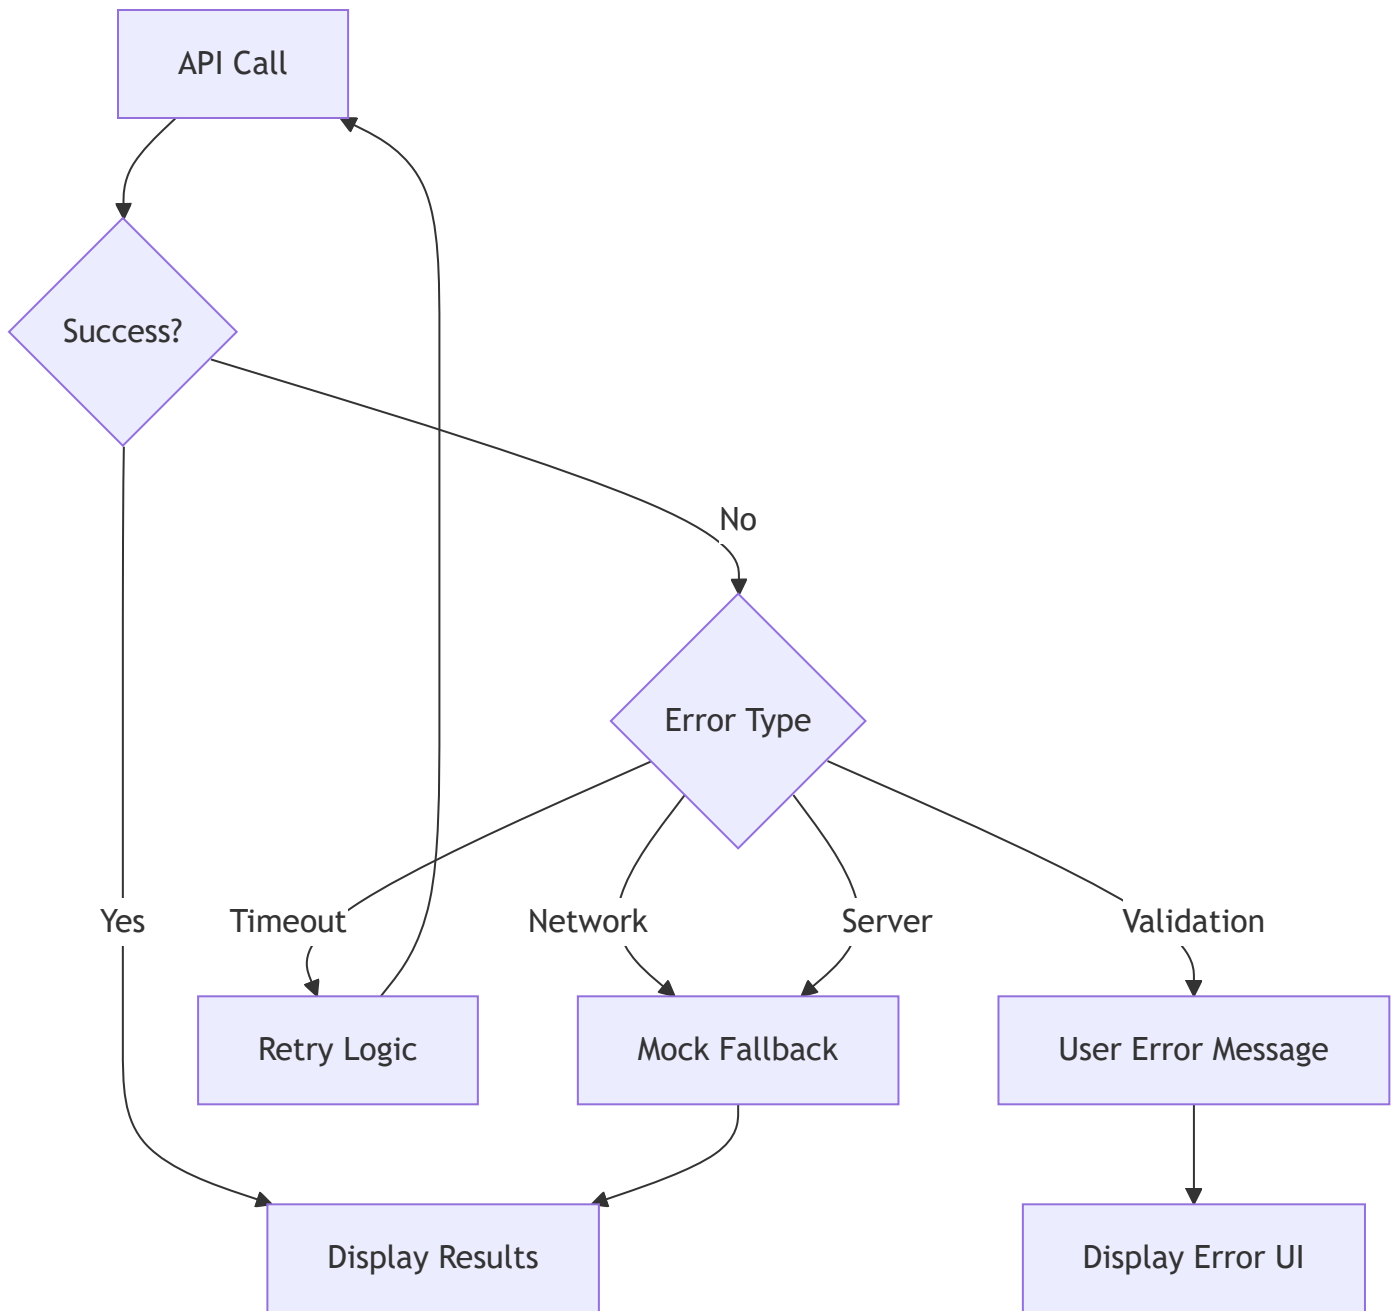 API Call
Success?
No
Error Type
Yes
Timeout
Network
Server
Validation
Retry Logic
Mock Fallback
User Error Message
Display Results
Display Error UI